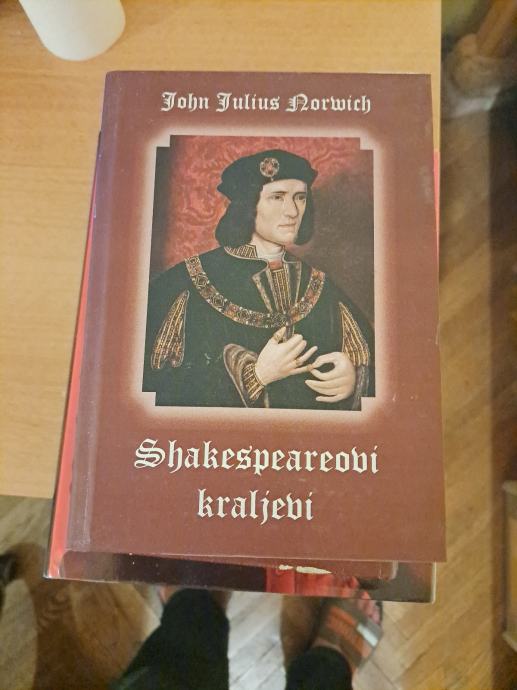 John Julius Norwich
Shakespeareovi
kraljevi